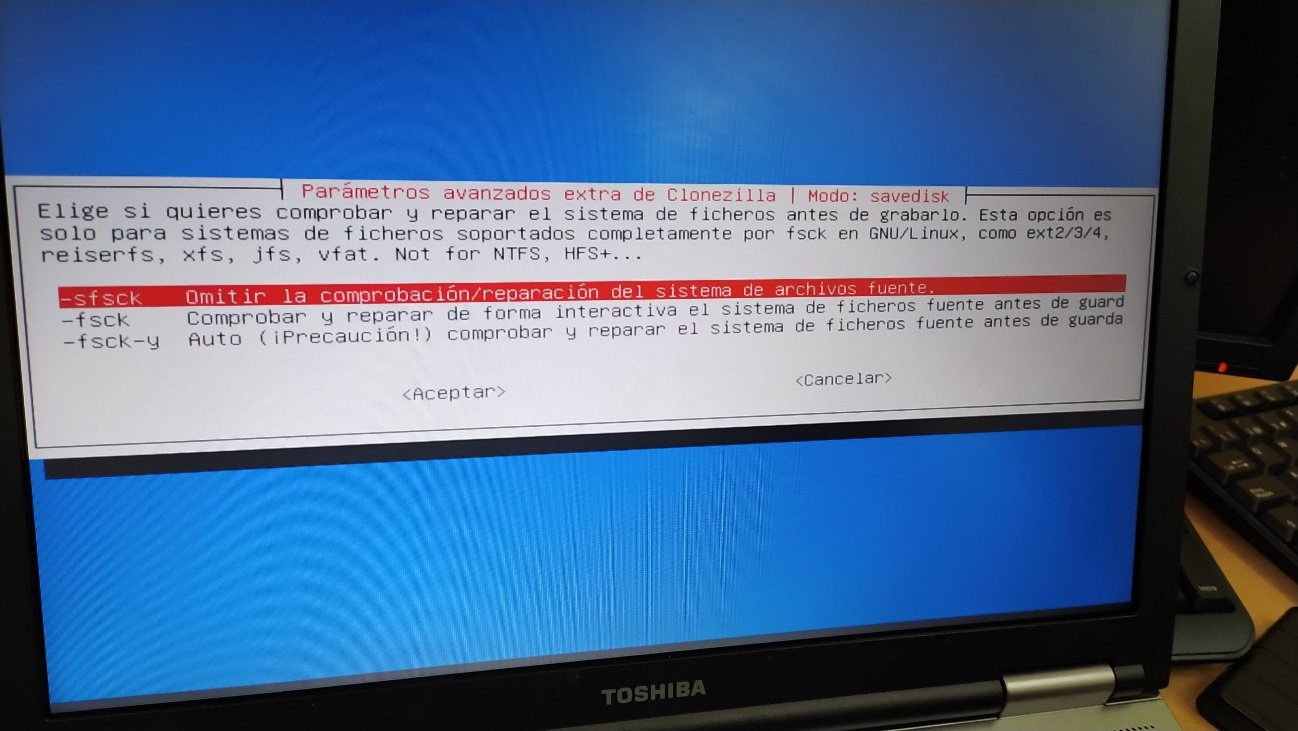 Parámetros avanzados extra de Clonezilla | Modo: savedisk
Elige si quieres comprobar y reparar el sistema de ficheros antes de grabarlo. Esta opción es
solo para sistemas de ficheros soportados completamente por fsck en GNU/Linux, como ext2/3/4,
reiserfs, xfs, jfs, vfat. Not for NTFS, HFS+...
-sfsck Omitir la comprobación/reparación del sistema de archivos fuente.
-fsck Comprobar y reparar de forma interactiva el sistema de ficheros fuente antes de guard
-fsck-y Auto (¡Precaución!) comprobar y reparar el sistema de ficheros fuente antes de guarda
<Aceptar> <Cancelar>
TOSHIBA